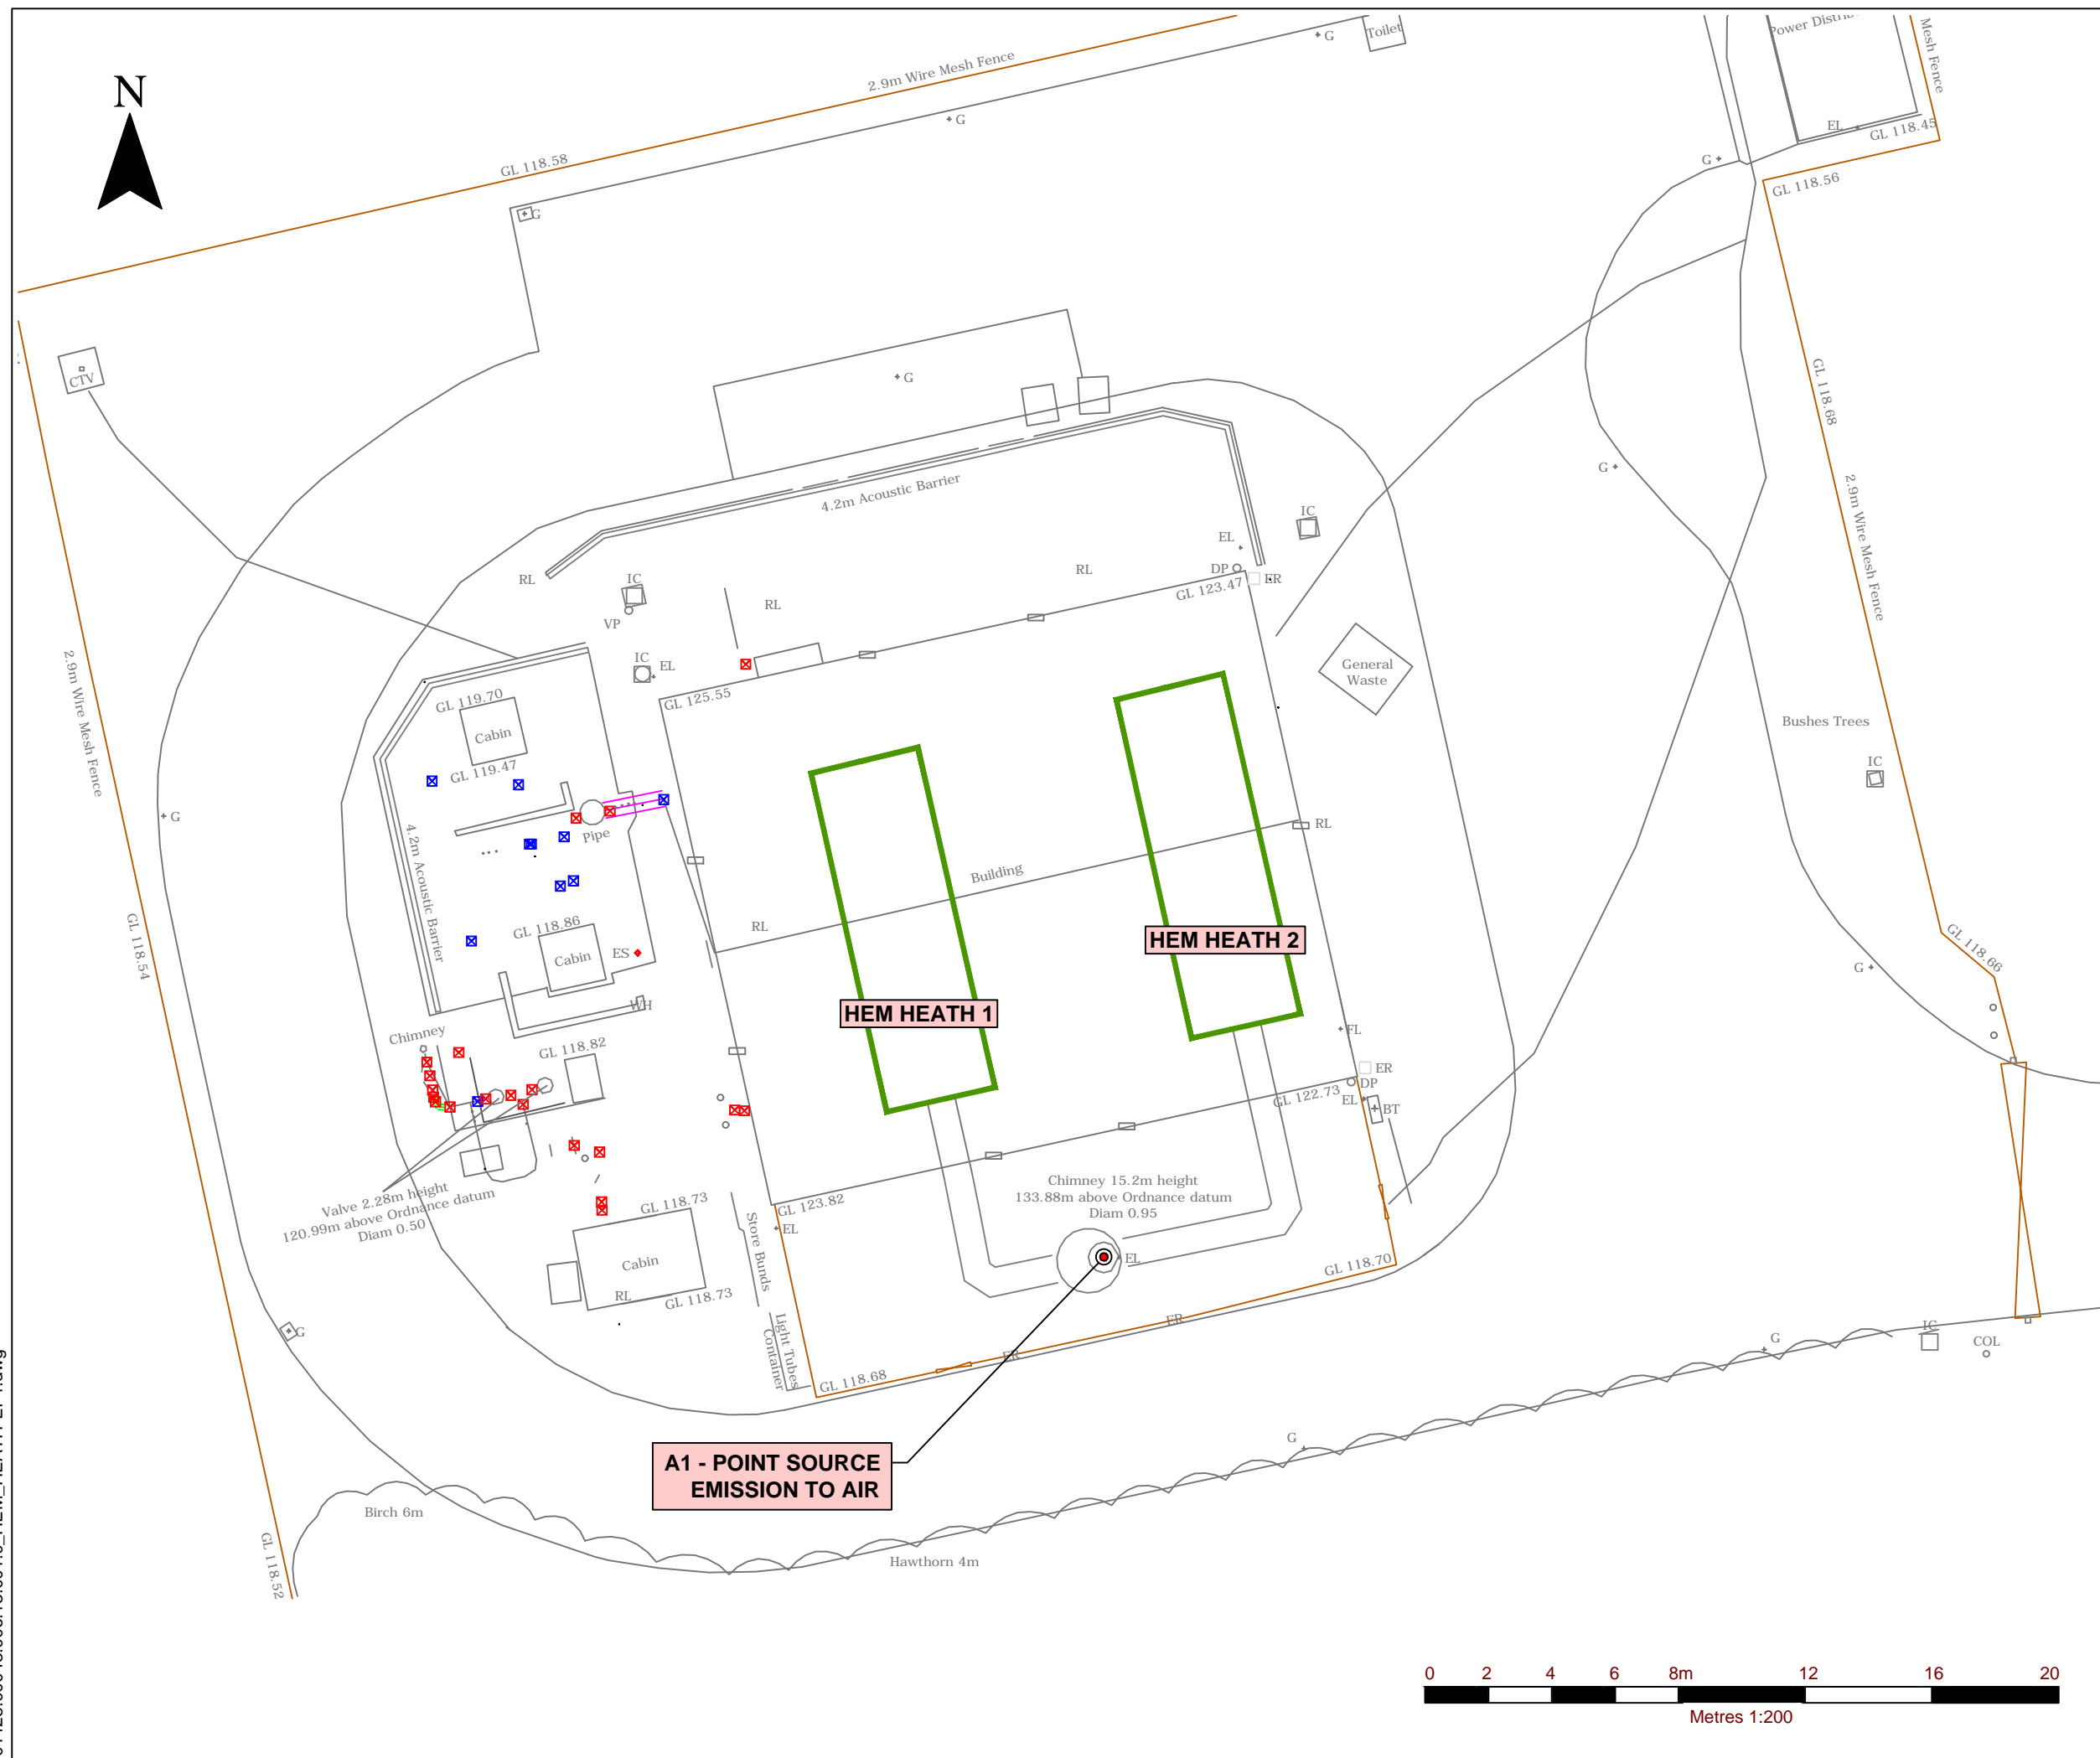 N
2.9m Wire Mesh Fence
G
Toilet
Mesh Fence
EL
GL 118.45
G
G
GL 118.58
GL 118.56
G
CTV
G
GL 118.68
4.2m Acoustic Barrier
G
2.9m Wire Mesh Fence
IC
EL
RL
IC
RL
DP
ER
GL 123.47
RL
VP
2.9m Wire Mesh Fence
IC
EL
General
Waste
GL 125.55
GL 119.70
Cabin
GL 119.47
Bushes Trees
IC
G
4.2m Acoustic Barrier
Pipe
RL
Building
GL 118.54
GL 118.86
RL
Cabin
ES
HEM HEATH 2
GL 118.66
G
WH
HEM HEATH 1
Chimney
FL
GL 118.82
ER
DP
GL 122.73
EL
BT
Valve 2.28m height
120.99m above Ordnance datum
Diam 0.50
Chimney 15.2m height
133.88m above Ordnance datum
Diam 0.95
GL 118.73
GL 123.82
EL
Store Bunds
Cabin
EL
GL 118.70
RL
GL 118.73
ER
G
Light Tubes
Container
ER
GL 118.68
G
IC
COL
G
A1 - POINT SOURCE
EMISSION TO AIR
Birch 6m
GL 118.52
Hawthorn 4m
0 2 4 6 8m 12 16 20
Metres 1:200